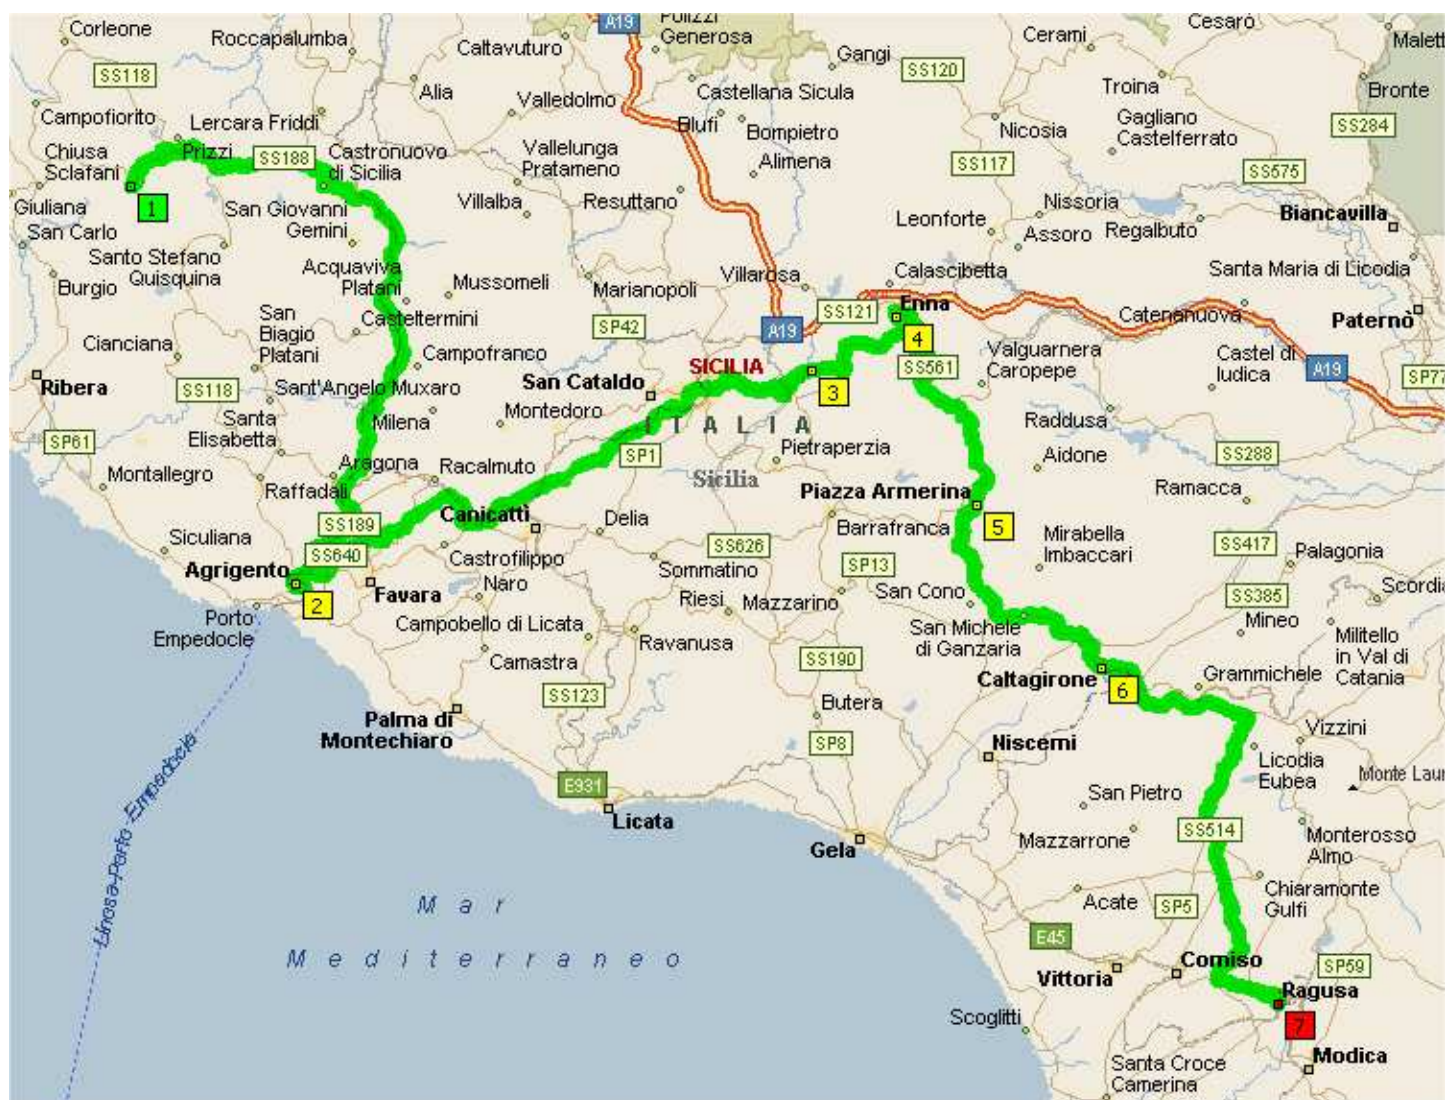 Corleone
Roccapalumba
Caltavuturo
A19
Polizzi
Generosa
Gangi
Cerami
Cesarò
SS118
Alia
Valledolmo
Castellana Sicula
SS120
Troina
Bronte
Campofiorito
Lercara Friddi
Blufi
Bompietro
Nicosia
Gagliano
Castelferrato
SS284
Chiusa
Sclafani
Prizzi
SS188
Castronuovo
di Sicilia
Vallelunga
Pratameno
Alimena
SS117
SS575
Giuliana
1
San Giovanni
Gemini
Villalba
Resuttano
Leonforte
Nissoria
Biancavilla
San Carlo
Assoro
Regalbuto
Santo Stefano
Quisquina
Burgio
Acquaviva
Platani
Mussomeli
Marianopoli
Villarosa
Calascibetta
Santa Maria di Licodia
San
Biagio
Platani
Casteltermini
SP42
A19
SS121
Enna
4
Catenanuova
Paternò
Cianciana
Campofranco
SICILIA
3
SS561
Valguarnera
Caropepe
Castel di
Iudica
A19
SP77
Ribera
SS118
Sant'Angelo Muxaro
San Cataldo
Santa
Elisabetta
Milena
Montedoro
ITALIA
Raddusa
SP61
Aragona
Racalmuto
SP1
Pietraperzia
Aidone
SS288
Montallegro
Raffadali
Sicilia
Piazza Armerina
Ramacca
SS189
Canicattì
Delia
Barrafranca
5
Mirabella
Imbaccari
Siculiana
SS640
Castrofilippo
SS626
SP13
SS417
Palagonia
Agrigento
2
Favara
Naro
Sommatino
Riesi
Mazzarino
San Cono
SS385
Mineo
Porto
Empedocle
Campobello di Licata
Ravanusa
San Michele
di Ganzaria
Militello
in Val di
Catania
Camastra
SS190
Caltagirone
6
Grammichele
SS123
Palma di
Montechiaro
Butera
SP8
Niscemi
Vizzini
Licodia
Eubea
E931
Licata
San Pietro
Linosa-Porto Empedocle
Gela
Mazzarrone
SS514
Monterosso
Almo
Mar
Mediterraneo
Acate
SP5
Chiaramonte
Gulfi
E45
Vittoria
Comiso
SP59
Ragusa
7
Scoglitti
Modica
Santa Croce
Camerina